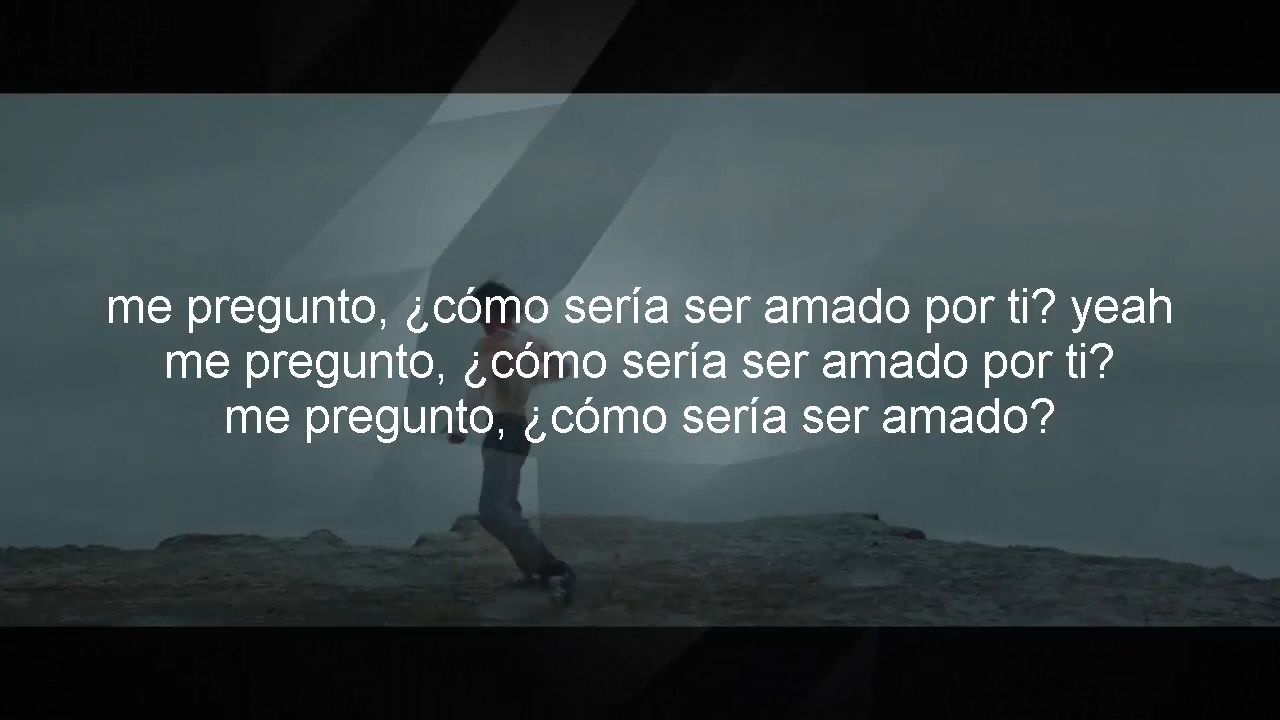 me pregunto, ¿cómo sería ser amado por ti? yeah
me pregunto, ¿cómo sería ser amado por ti?
me pregunto, ¿cómo sería ser amado?